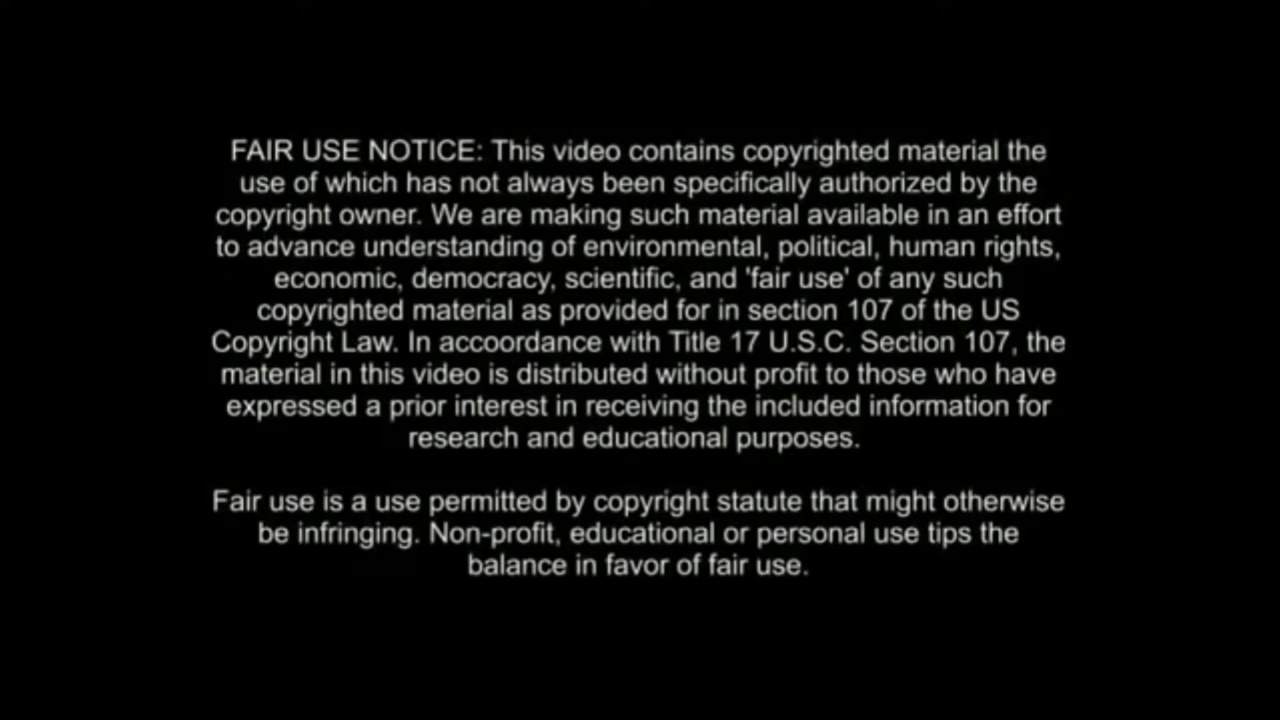 FAIR USE NOTICE: This video contains copyrighted material the
use of which has not always been specifically authorized by the
copyright owner. We are making such material available in an effort
to advance understanding of environmental, political, human rights,
economic, democracy, scientific, and 'fair use' of any such
copyrighted material as provided for in section 107 of the US
Copyright Law. In accoordance with Title 17 U.S.C. Section 107, the
material in this video is distributed without profit to those who have
expressed a prior interest in receiving the included information for
research and educational purposes.
Fair use is a use permitted by copyright statute that might otherwise
be infringing. Non-profit, educational or personal use tips the
balance in favor of fair use.